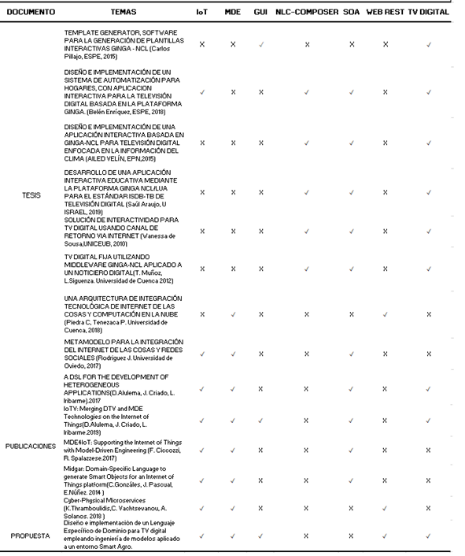 DOCUMENTO TEMAS IoT MDE GUI NLC-COMPOSER SOA WEB REST TV DIGITAL
TEMPLATE GENERATOR, SOFTWARE
PARA LA GENERACIÓN DE PLANTILLAS
INTERACTIVAS GINGA - NCL (Carlos
Pillajo, ESPE, 2015)
X X ✓ X X X ✓
DISEÑO E IMPLEMENTACIÓN DE UN
SISTEMA DE AUTOMATIZACIÓN PARA
HOGARES, CON APLICACION
INTERACTIVA PARA LA TELEVISIÓN
DIGITAL BASADA EN LA PLATAFORMA
GINGA. (Belén Enriquez, ESPE, 2018)
✓ X X ✓ ✓ X ✓
DISEÑO E IMPLEMENTACIÓN DE UNA
APLICACIÓN INTERACTIVA BASADA EN
GINGA-NCL PARA TELEVISIÓN DIGITAL
ENFOCADA EN LA INFORMACIÓN DEL
CLIMA (AILED YELÍN, EPN,2015)
X X X ✓ ✓ X ✓
TESIS
DESARROLLO DE UNA APLICACIÓN
INTERACTIVA EDUCATIVA MEDIANTE
LA PLATAFORMA GINGA NCL/LUA
PARA EL ESTÁNDAR ISDB-TB DE
TELEVISIÓN DIGITAL (Saúl Araujo, U
ISRAEL, 2019)
X X X ✓ ✓ X ✓
SOLUCIÓN DE INTERACTIVIDAD PARA
TV DIGITAL USANDO CANAL DE
RETORNO VIA INTERNET (Vanessa de
Sousa,UNICEUB, 2010)
X X X ✓ ✓ X ✓
TV DIGITAL FIJA UTILIZANDO
MIDDLEWARE GINGA-NCL APLICADO A
UN NOTICIERO DIGITAL(T. Muñoz,
L.Siguenza. Universidad de Cuenca 2012)
X X X ✓ ✓ X ✓
UNA ARQUITECTURA DE INTEGRACIÓN
TECNOLÓGICA DE INTERNET DE LAS
COSAS Y COMPUTACIÓN EN LA NUBE
(Piedra C. Tenezaca P. Universidad de
Cuenca, 2018)
X ✓ X X X ✓ X
METAMODELO PARA LA INTEGRACIÓN
DEL INTERNET DE LAS COSAS Y REDES
SOCIALES (Rodriguez J. Universidad de
Oviedo, 2017)
✓ ✓ X X ✓ X X
A DSL FOR THE DEVELOPMENT OF
HETEROGENEOUS
APPLICATIONS(D.Alulema, J. Criado, L.
Iribarne).2017
✓ ✓ X X ✓ X ✓
IoTV: Merging DTV and MDE
Technologies on the Internet of
Things(D.Alulema, J. Criado, L.
Iribarne.2019)
✓ ✓ ✓ X ✓ X ✓
PUBLICACIONES
MDE4IoT: Supporting the Internet of Things
with Model-Driven Engineering (F. Ciccozzi,
R. Spalazzese.2017)
✓ ✓ X X ✓ X X
Midgar: Domain-Specific Language to
generate Smart Objects for an Internet of
Things platform(C.Gonzáles, J. Pascual,
E.Núñez. 2014 )
✓ ✓ X X ✓ X X
Cyber-Physical Microservices
(K.Thramboulidis,C. Vachtsevanou, A.
Solanos. 2018 )
✓ ✓ X X X ✓ X
PROPUESTA
Diseño e implementación de un Lenguaje
Específico de Dominio para TV digital
empleando ingeniería de modelos aplicado
a un entorno Smart Agro.
✓ ✓ ✓ X X ✓ ✓